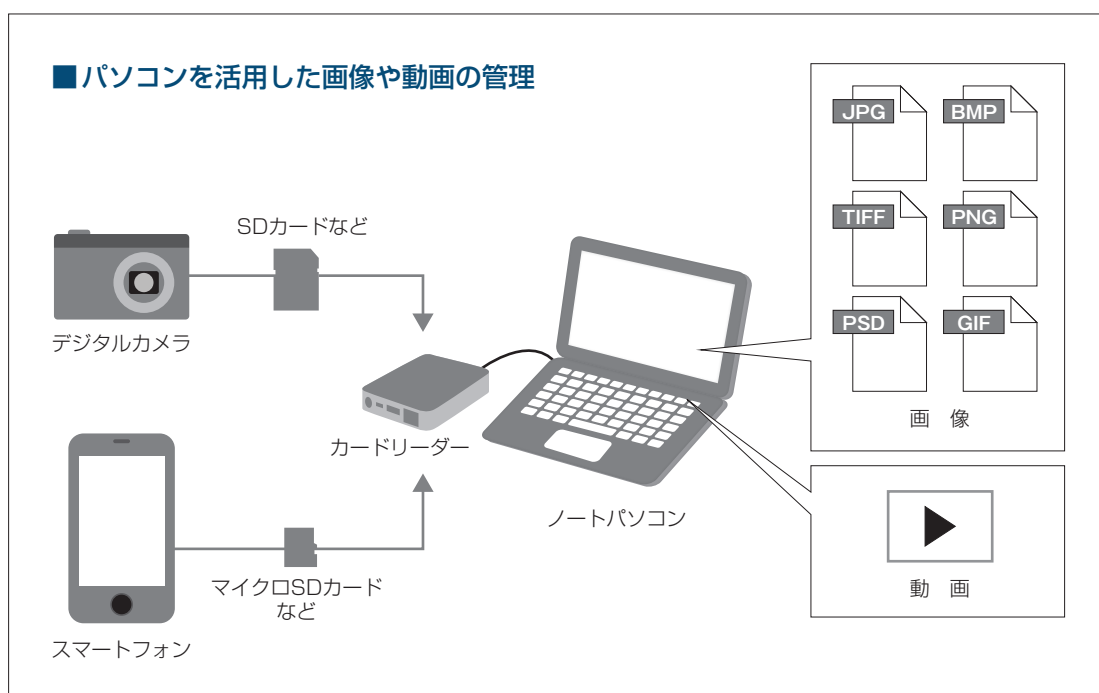 ■パソコンを活用した画像や動画の管理
SDカードなど
デジタルカメラ
カードリーダー
マイクロSDカード
など
スマートフォン
ノートパソコン
JPG
BMP
TIFF
PNG
PSD
GIF
画　像
動　画